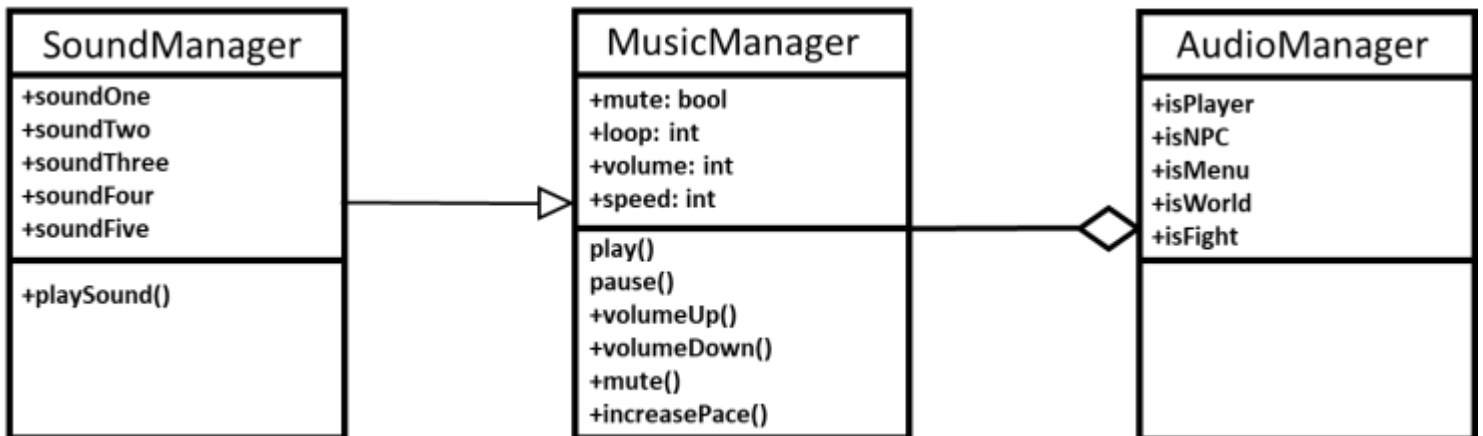 SoundManager
+soundOne
+soundTwo
+soundThree
+soundFour
+soundFive
+playSound()
MusicManager
+mute: bool
+loop: int
+volume: int
+speed: int
play()
pause()
+volumeUp()
+volumeDown()
+mute()
+increasePace()
AudioManager
+isPlayer
+isNPC
+isMenu
+isWorld
+isFight